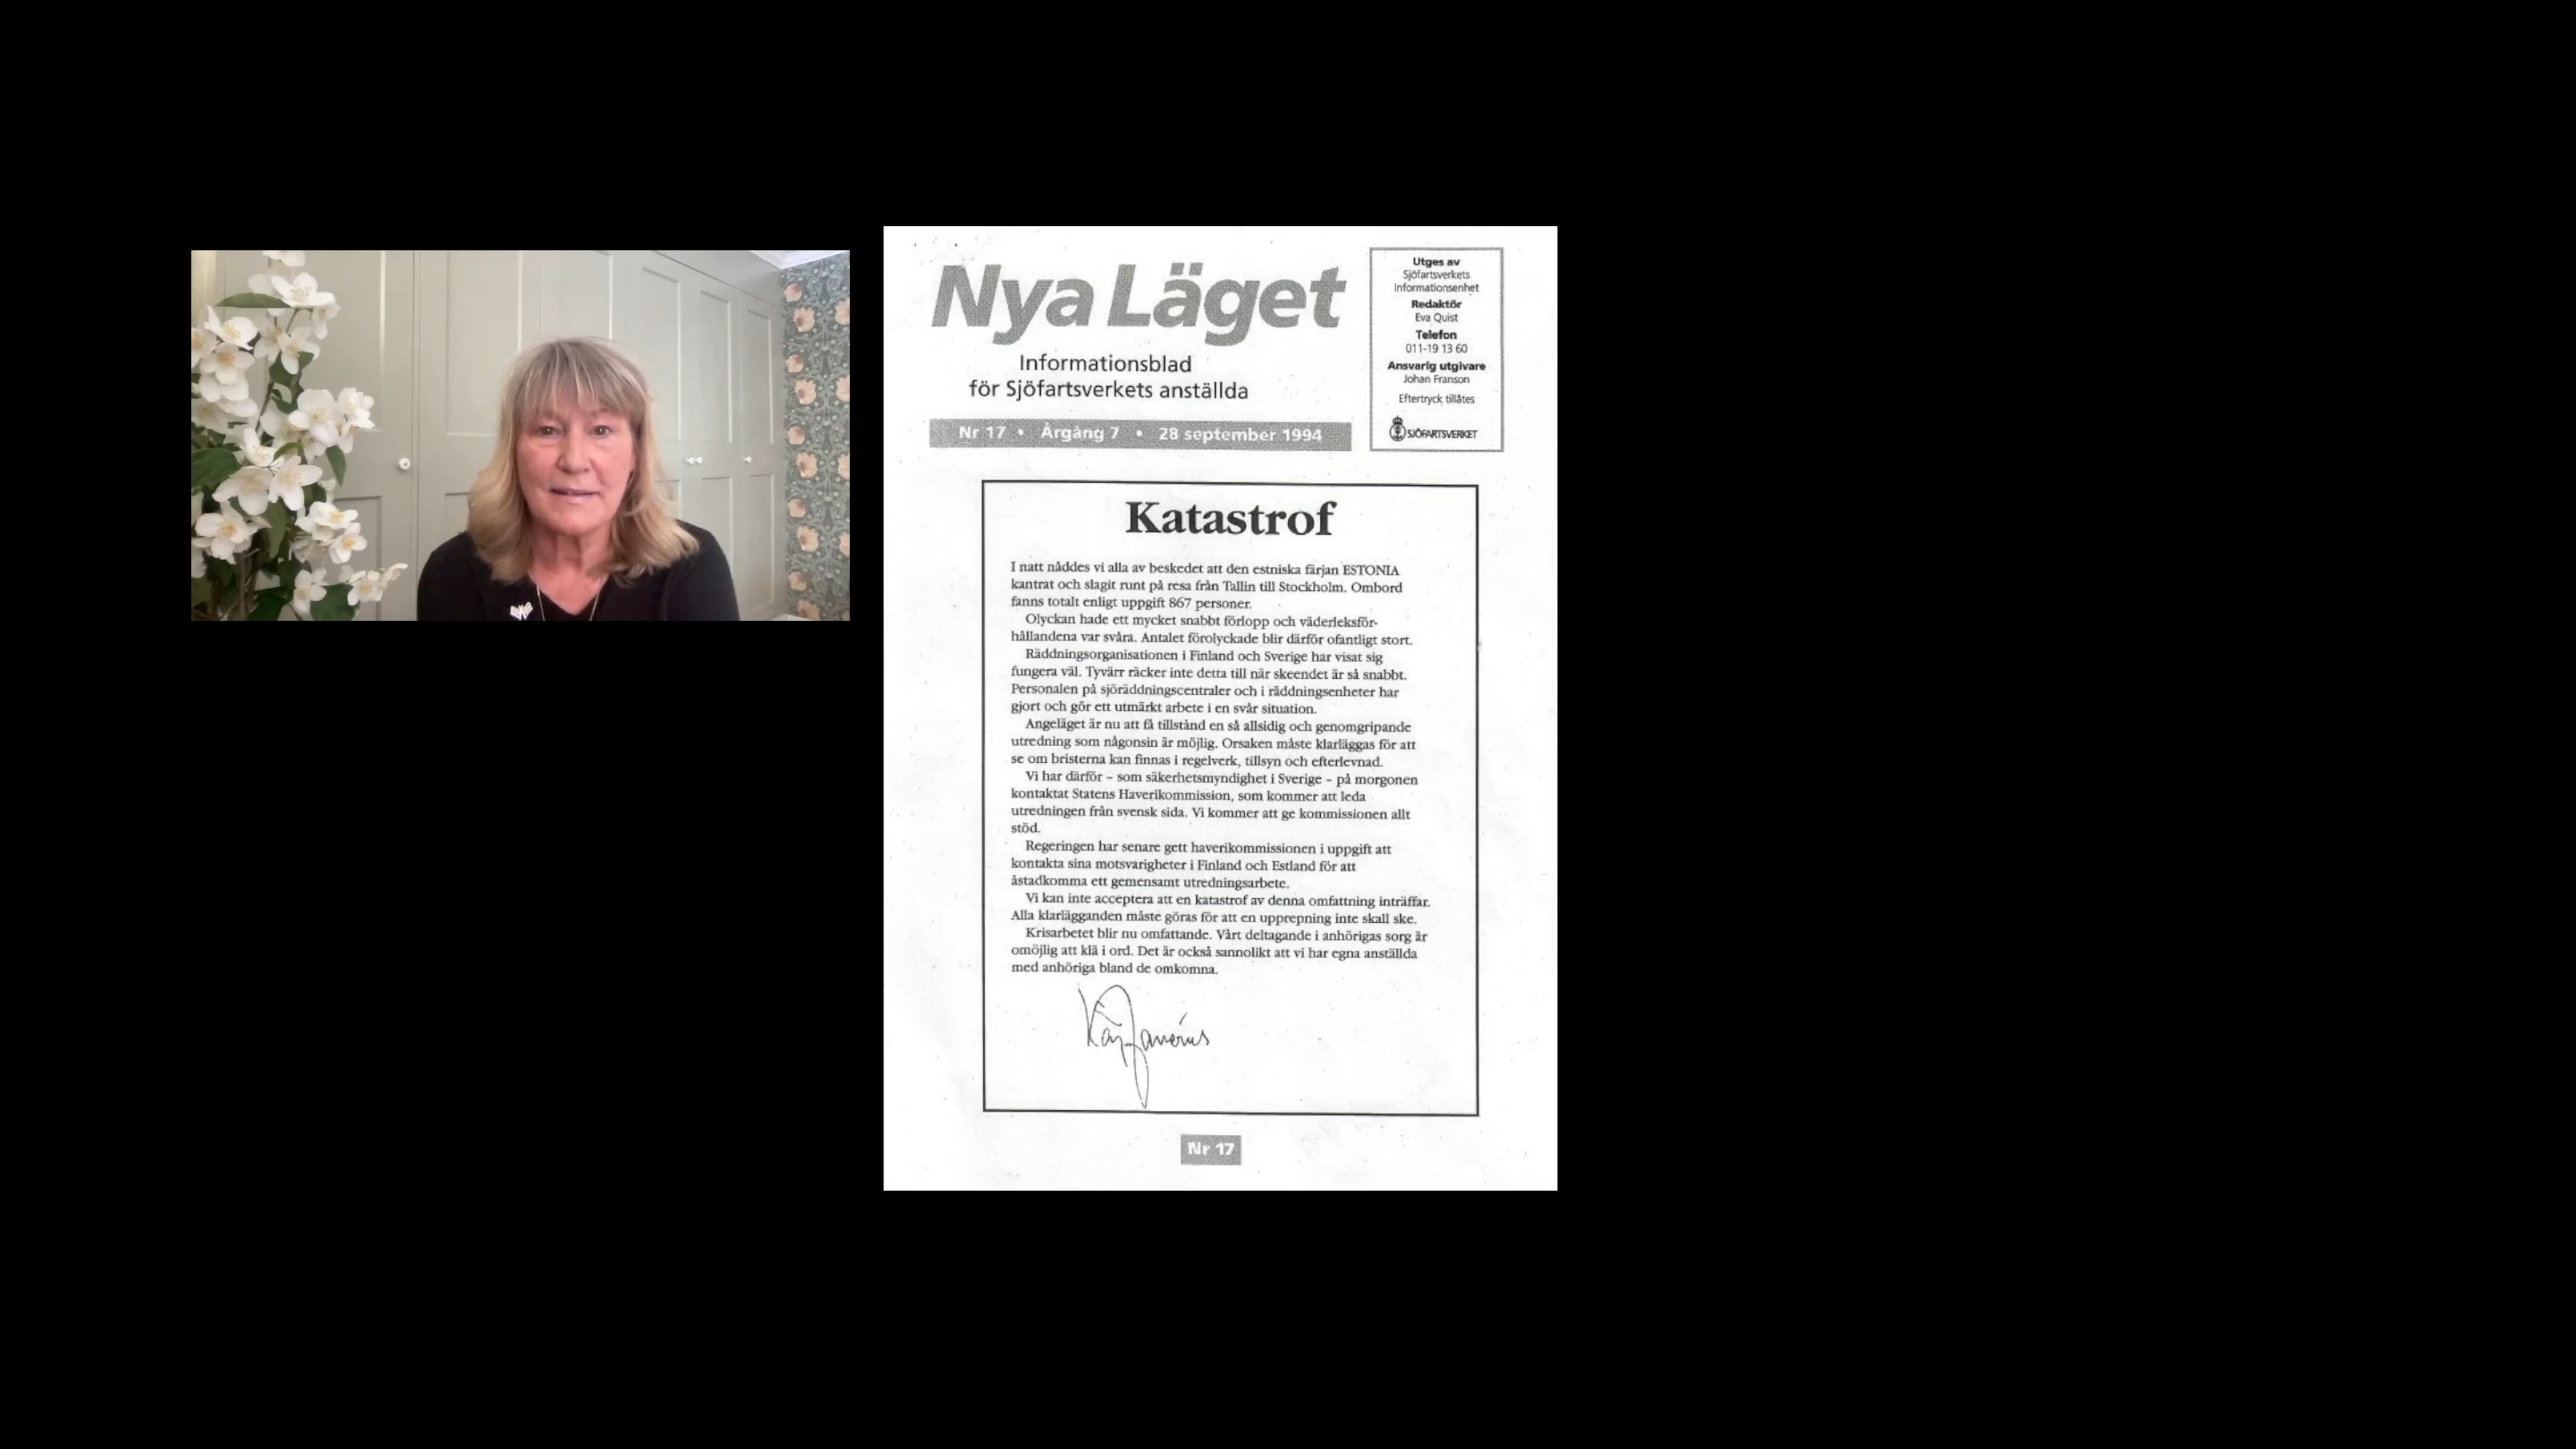 Nya Läget
Informationsblad
för Sjöfartsverkets anställda
Nr 17 • Årgång 7 • 28 september 1994
Utges av
Sjöfartsverkets
Informationsenhet
Redaktör
Eva Quist
Telefon
011-19 13 60
Ansvarig utgivare
Johan Franson
Eftertryck tillåtes
SJÖFARTSVERKET
Katastrof
I natt nåddes vi alla av beskedet att den estniska färjan ESTONIA
kantrat och slagit runt på resa från Tallin till Stockholm. Ombord
fanns totalt enligt uppgift 867 personer.
Olyckan hade ett mycket snabbt förlopp och väderleksför-
hållandena var svåra. Antalet förolyckade blir därför ofantligt stort.
Räddningsorganisationen i Finland och Sverige har visat sig
fungera väl. Tyvärr räcker inte detta till när skeendet är så snabbt.
Personalen på sjöräddningscentraler och i räddningsenheter har
gjort och gör ett utmärkt arbete i en svår situation.
Angeläget är nu att få tillstånd en så allsidig och genomgripande
utredning som någonsin är möjlig. Orsaken måste klarläggas för att
se om bristerna kan finnas i regelverk, tillsyn och efterlevnad.
Vi har därför – som säkerhetsmyndighet i Sverige – på morgonen
kontaktat Statens Haverikommission, som kommer att leda
utredningen från svensk sida. Vi kommer att ge kommissionen allt
stöd.
Regeringen har senare gett haverikommissionen i uppgift att
kontakta sina motsvarigheter i Finland och Estland för att
åstadkomma ett gemensamt utredningsarbete.
Vi kan inte acceptera att en katastrof av denna omfattning inträffar.
Alla klarlägganden måste göras för att en upprepning inte skall ske.
Krisarbetet blir nu omfattande. Vårt deltagande i anhörigas sorg är
omöjlig att klä i ord. Det är också sannolikt att vi har egna anställda
med anhöriga bland de omkomna.
Nr 17